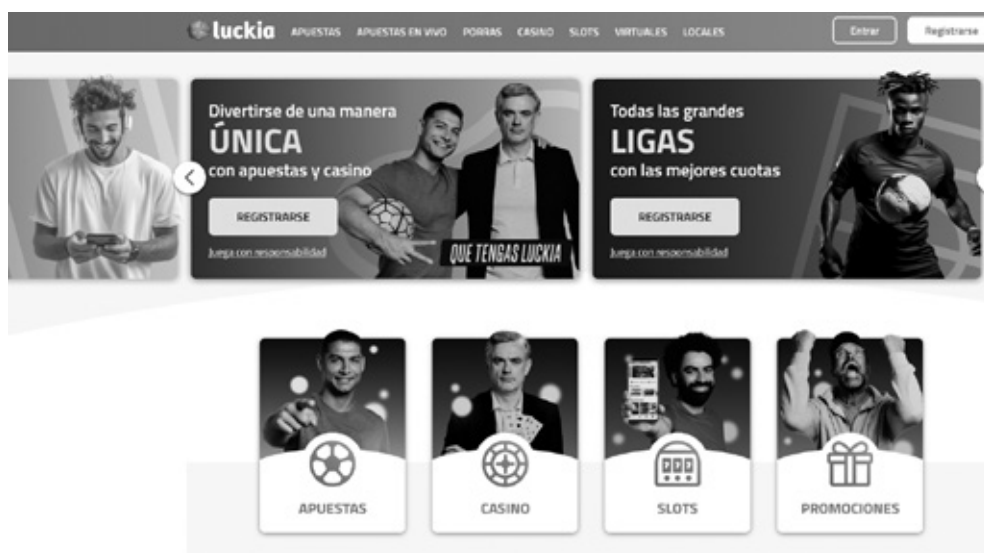 luckia APUESTAS APUESTAS EN VIVO PORRAS CASINO SLOTS VIRTUALES LOCALES Entrar Registrarse
Divertirse de una manera
ÚNICA
con apuestas y casino
REGISTRARSE
Juega con responsabilidad
QUE TENGAS LUCKIA
Todas las grandes
LIGAS
con las mejores cuotas
REGISTRARSE
Juega con responsabilidad
APUESTAS
CASINO
SLOTS
PROMOCIONES